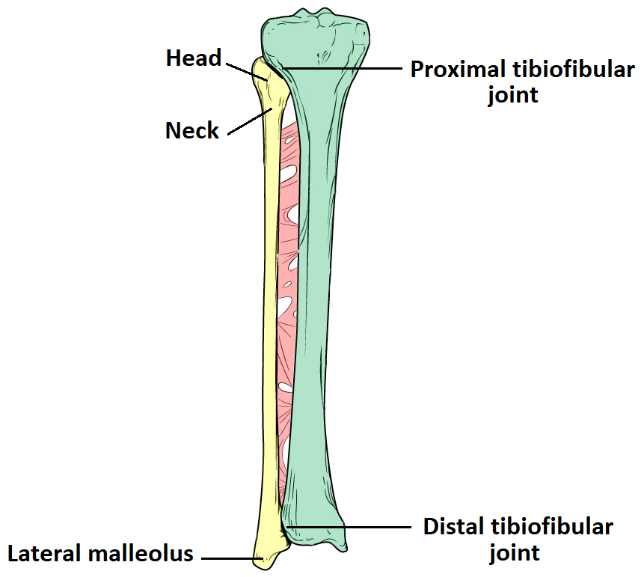 Head
Proximal tibiofibular
joint
Neck
Distal tibiofibular
joint
Lateral malleolus